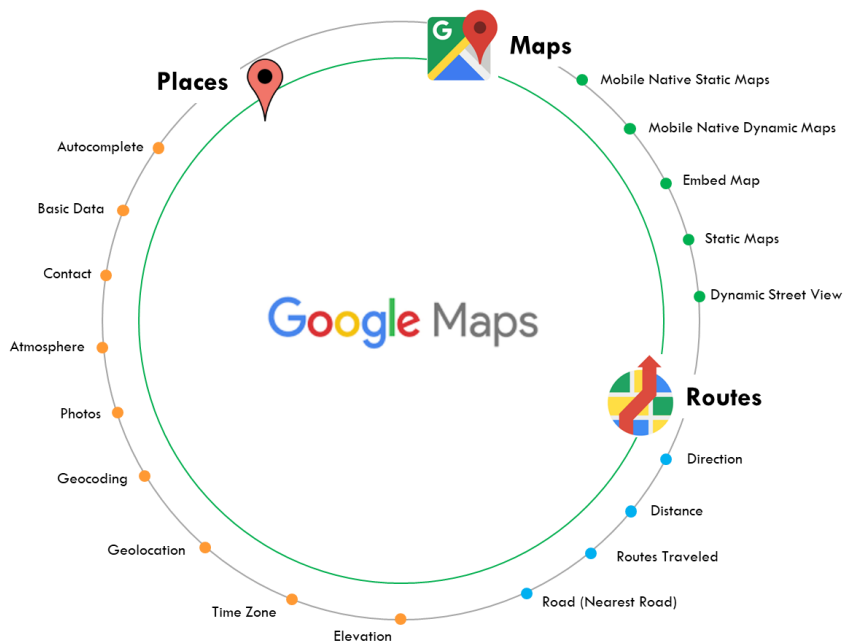 G
Maps
Mobile Native Static Maps
Mobile Native Dynamic Maps
Embed Map
Static Maps
Dynamic Street View
Routes
Direction
Distance
Routes Traveled
Road (Nearest Road)
Places
Autocomplete
Basic Data
Contact
Atmosphere
Photos
Geocoding
Geolocation
Time Zone
Elevation
Google Maps